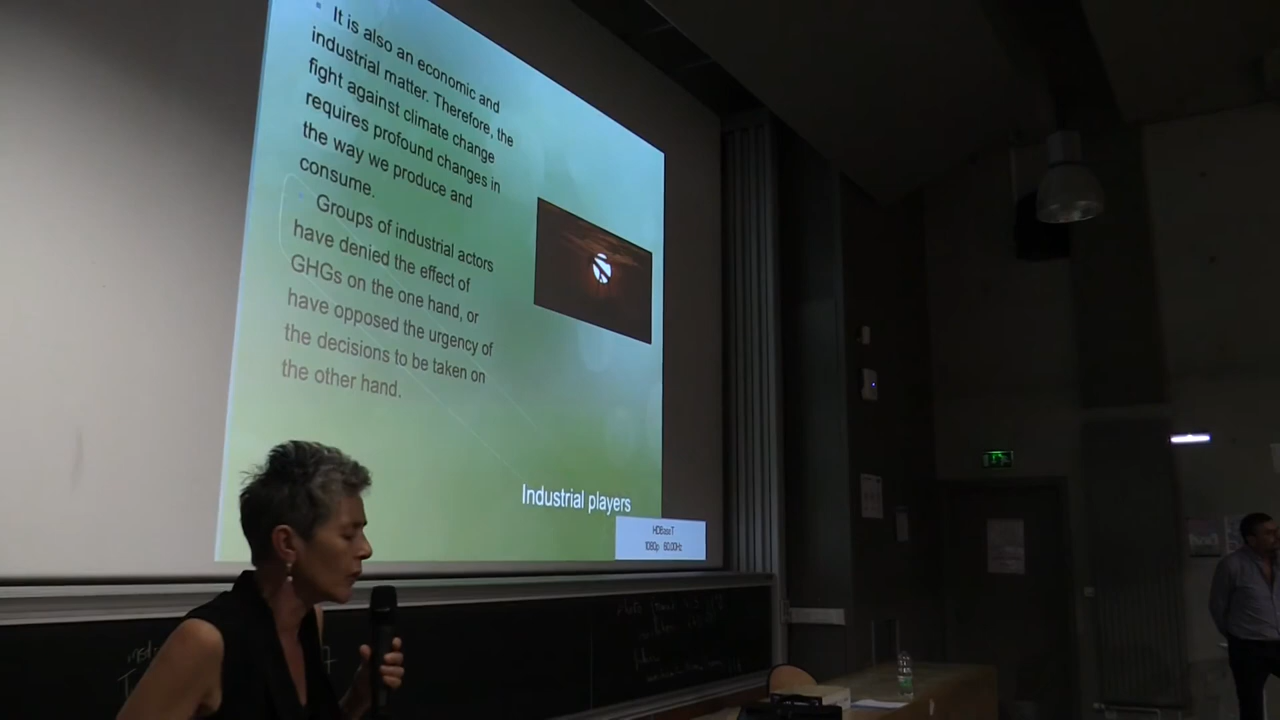 It is also an economic and
industrial matter. Therefore, the
fight against climate change
requires profound changes in
the way we produce and
consume.
Groups of industrial actors
have denied the effect of
GHGs on the one hand, or
have opposed the urgency of
the decisions to be taken on
the other hand.
Industrial players
HDBaseT
1080p 60.00Hz